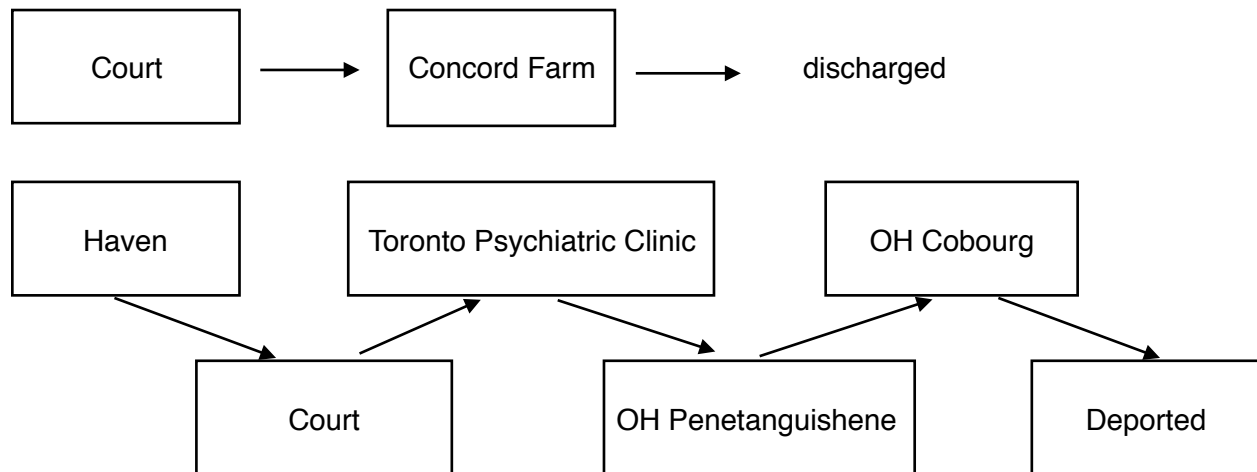 Court
Concord Farm
discharged
Haven
Toronto Psychiatric Clinic
OH Cobourg
Court
OH Penetanguishene
Deported